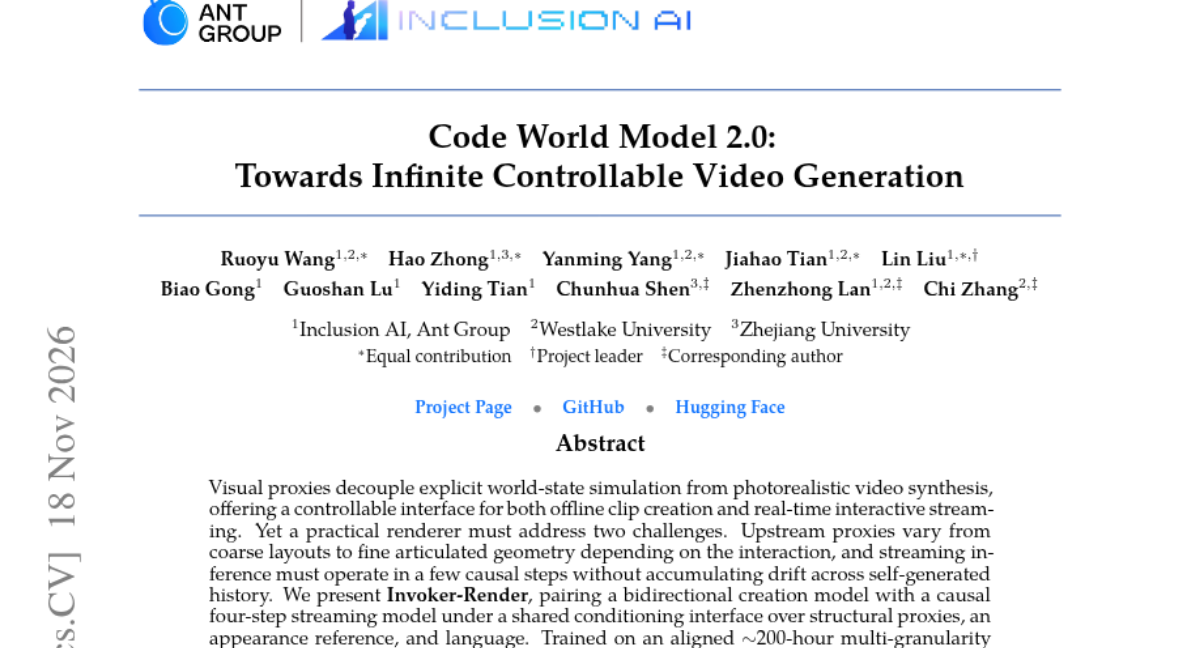 ANT
GROUP
INCLUSION AI
Code World Model 2.0:
Towards Infinite Controllable Video Generation
Ruoyu Wang1,2,* Hao Zhong1,3,* Yanming Yang1,2,* Jiahao Tian1,2,* Lin Liu1,*,†
Biao Gong1 Guoshan Lu1 Yiding Tian1 Chunhua Shen3,‡ Zhenzhong Lan1,2,‡ Chi Zhang2,‡
1Inclusion AI, Ant Group 2Westlake University 3Zhejiang University
*Equal contribution †Project leader ‡Corresponding author
Project Page • GitHub • Hugging Face
Abstract
Visual proxies decouple explicit world-state simulation from photorealistic video synthesis,
offering a controllable interface for both offline clip creation and real-time interactive stream-
ing. Yet a practical renderer must address two challenges. Upstream proxies vary from
coarse layouts to fine articulated geometry depending on the interaction, and streaming in-
ference must operate in a few causal steps without accumulating drift across self-generated
history. We present Invoker-Render, pairing a bidirectional creation model with a causal
four-step streaming model under a shared conditioning interface over structural proxies, an
appearance reference, and language. Trained on an aligned ∼200-hour multi-granularity
cs.CV] 18 Nov 2026